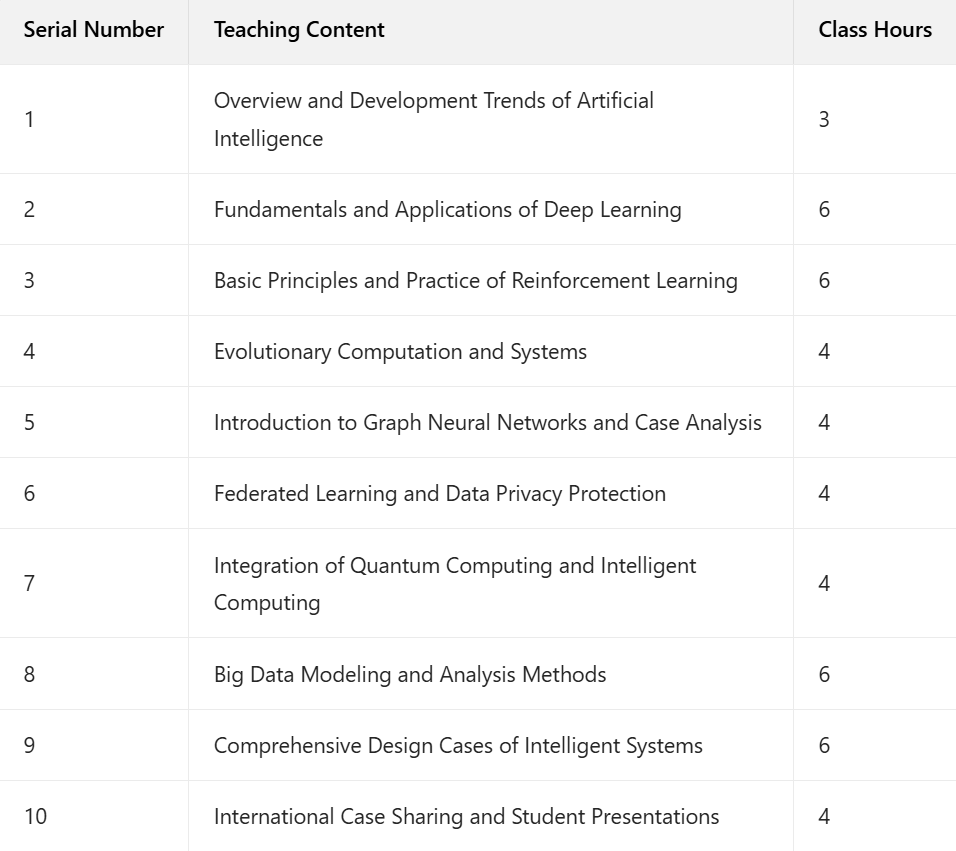 Serial Number Teaching Content Class Hours
1 Overview and Development Trends of Artificial
Intelligence 3
2 Fundamentals and Applications of Deep Learning 6
3 Basic Principles and Practice of Reinforcement Learning 6
4 Evolutionary Computation and Systems 4
5 Introduction to Graph Neural Networks and Case Analysis 4
6 Federated Learning and Data Privacy Protection 4
7 Integration of Quantum Computing and Intelligent
Computing 4
8 Big Data Modeling and Analysis Methods 6
9 Comprehensive Design Cases of Intelligent Systems 6
10 International Case Sharing and Student Presentations 4